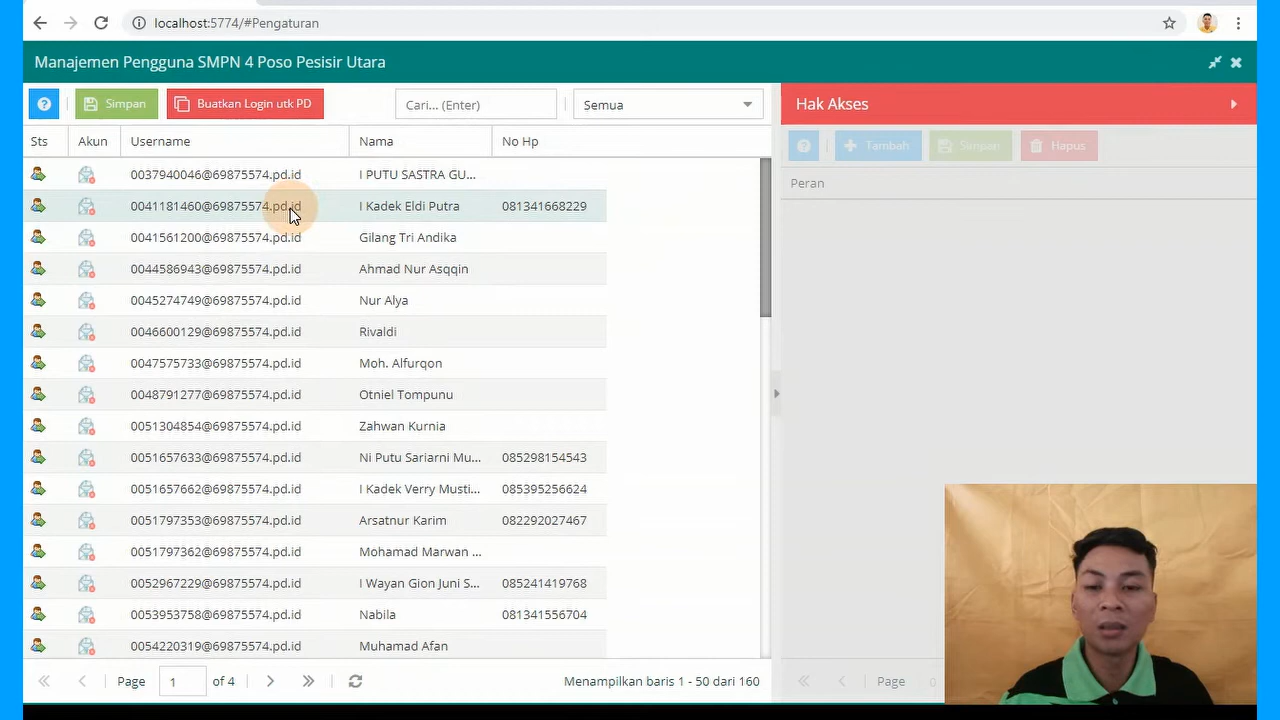 localhost:5774/#Pengaturan
Manajemen Pengguna SMPN 4 Poso Pesisir Utara
Simpan Buatkan Login utk PD Cari... (Enter) Semua
Hak Akses
Tambah Simpan Hapus
Peran
Sts Akun Username Nama No Hp
0037940046@69875574.pd.id I PUTU SASTRA GU...
0041181460@69875574.pd.id I Kadek Eldi Putra 081341668229
0041561200@69875574.pd.id Gilang Tri Andika
0044586943@69875574.pd.id Ahmad Nur Asqqin
0045274749@69875574.pd.id Nur Alya
0046600129@69875574.pd.id Rivaldi
0047575733@69875574.pd.id Moh. Alfurqon
0048791277@69875574.pd.id Otniel Tompunu
0051304854@69875574.pd.id Zahwan Kurnia
0051657633@69875574.pd.id Ni Putu Sariarni Mu... 085298154543
0051657662@69875574.pd.id I Kadek Verry Musti... 085395256624
0051797353@69875574.pd.id Arsatnur Karim 082292027467
0051797362@69875574.pd.id Mohamad Marwan ...
0052967229@69875574.pd.id I Wayan Gion Juni S... 085241419768
0053953758@69875574.pd.id Nabila 081341556704
0054220319@69875574.pd.id Muhamad Afan
Page 1 of 4 Menampilkan baris 1 - 50 dari 160
Page 0